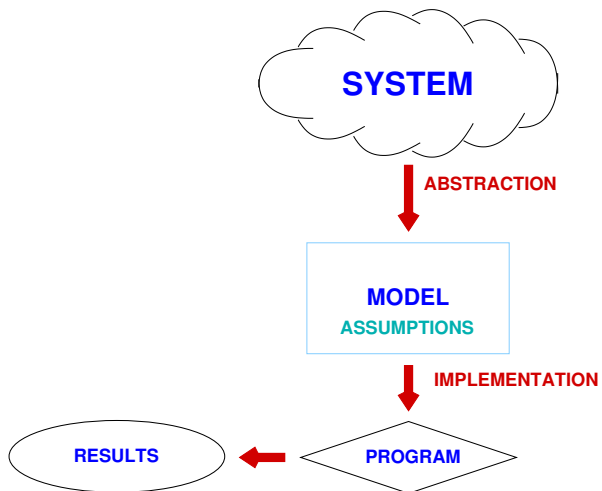 SYSTEM
ABSTRACTION
MODEL
ASSUMPTIONS
IMPLEMENTATION
RESULTS
PROGRAM